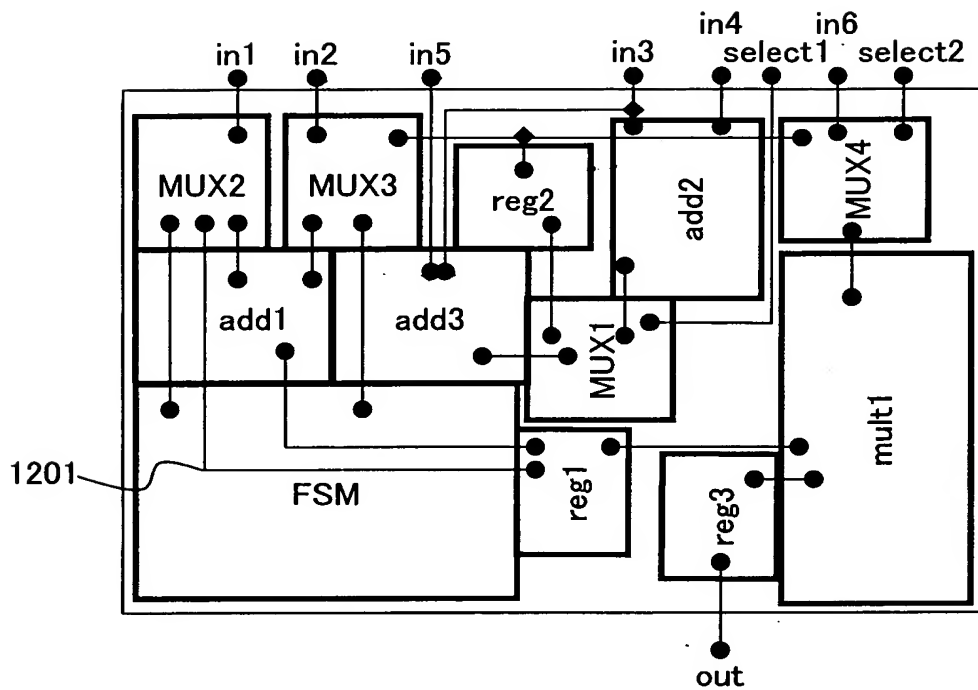 in1
in2
in5
in3
in4
select1
in6
select2
MUX2
MUX3
reg2
add2
MUX4
add1
add3
MUX1
mult1
1201
FSM
reg1
reg3
out